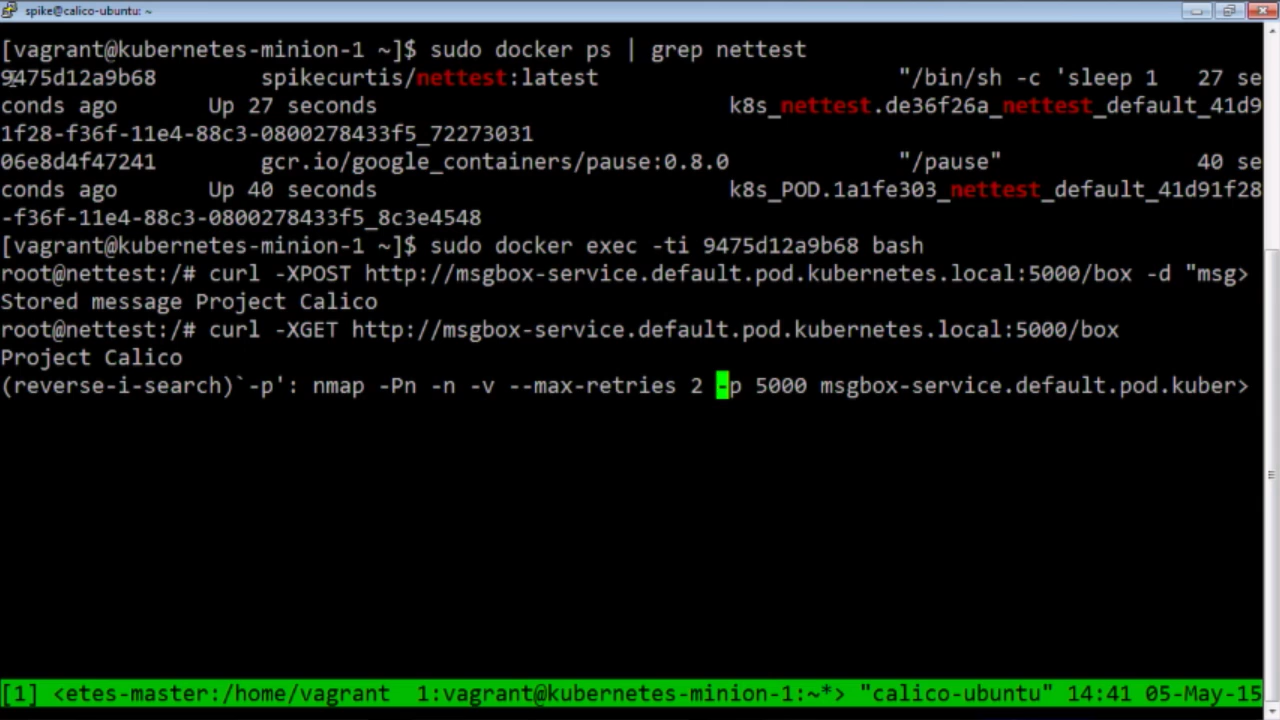 spike@calico-ubuntu: ~
[vagrant@kubernetes-minion-1 ~]$ sudo docker ps | grep nettest
9475d12a9b68        spikecurtis/nettest:latest                       "/bin/sh -c 'sleep 1   27 se
conds ago       Up 27 seconds                           k8s_nettest.de36f26a_nettest_default_41d9
1f28-f36f-11e4-88c3-0800278433f5_72273031
06e8d4f47241        gcr.io/google_containers/pause:0.8.0             "/pause"               40 se
conds ago       Up 40 seconds                           k8s_POD.1a1fe303_nettest_default_41d91f28
-f36f-11e4-88c3-0800278433f5_8c3e4548
[vagrant@kubernetes-minion-1 ~]$ sudo docker exec -ti 9475d12a9b68 bash
root@nettest:/# curl -XPOST http://msgbox-service.default.pod.kubernetes.local:5000/box -d "msg>
Stored message Project Calico
root@nettest:/# curl -XGET http://msgbox-service.default.pod.kubernetes.local:5000/box
Project Calico
(reverse-i-search)`-p': nmap -Pn -n -v --max-retries 2 -p 5000 msgbox-service.default.pod.kuber>
[1] <etes-master:/home/vagrant  1:vagrant@kubernetes-minion-1:~*> "calico-ubuntu" 14:41 05-May-15